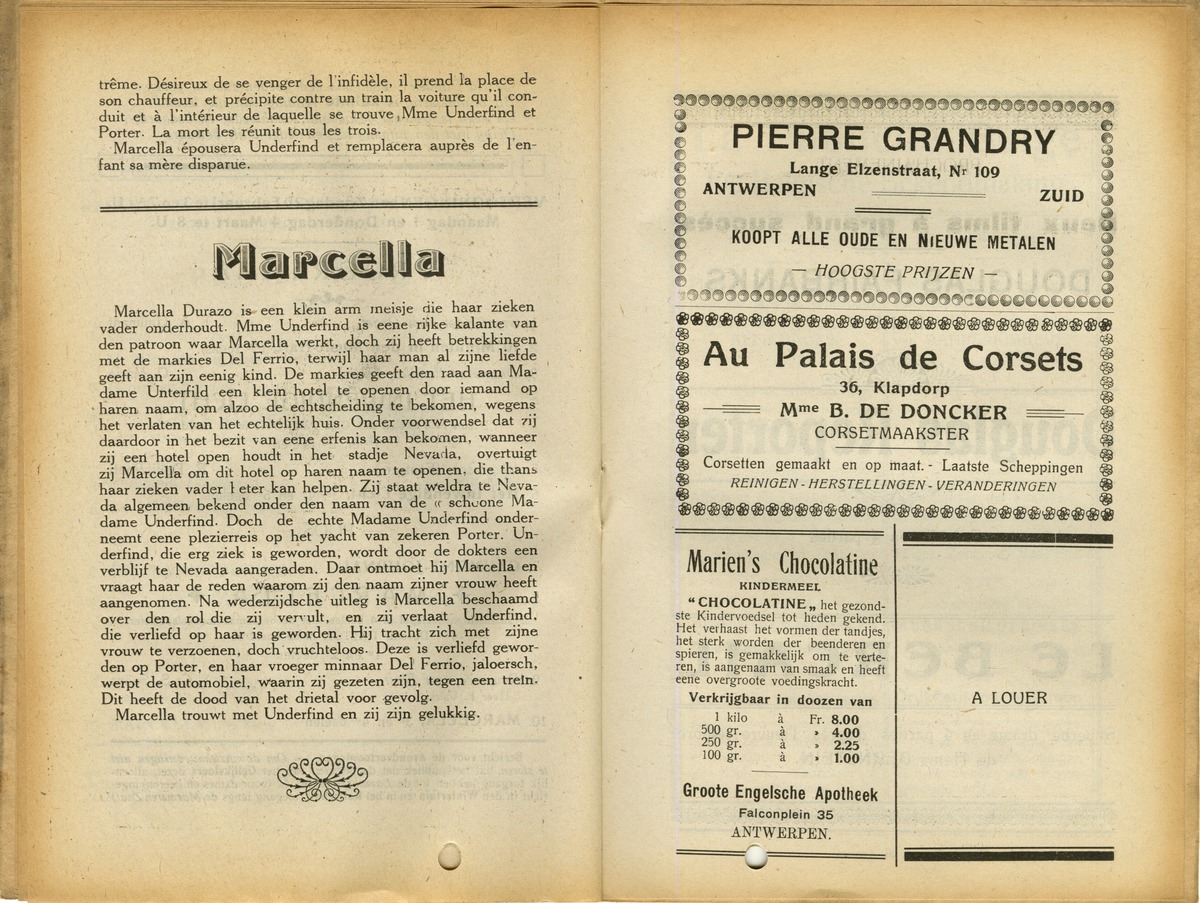 trême. Désireux de se venger de l'infidèle, il prend la place de
son chauffeur, et précipite contre un train la voiture qu'il con-
duit et à l'intérieur de laquelle se trouve Mme Underfind et
Porter. La mort les réunit tous les trois.
Marcella épousera Underfind et remplacera auprès de l'en-
fant sa mère disparue.
Marcella
Marcella Durazo is een klein arm meisje die haar zieken
vader onderhoudt. Mme Underfind is eene rijke kalante van
den patroon waar Marcella werkt, doch zij heeft betrekkingen
met de markies Del Ferrio, terwijl haar man al zijne liefde
geeft aan zijn eenig kind. De markies geeft den raad aan Ma-
dame Unterfild een klein hotel te openen door iemand op
haren naam, om alzoo de echtscheiding te bekomen, wegens
het verlaten van het echtelijk huis. Onder voorwendsel dat zij
daardoor in het bezit van eene erfenis kan bekomen, wanneer
zij een hotel open houdt in het stadje Nevada, overtuigt
zij Marcella om dit hotel op haren naam te openen, die thans
haar zieken vader beter kan helpen. Zij staat weldra te Neva-
da algemeen bekend onder den naam van de « schoone Ma-
dame Underfind. Doch de echte Madame Underfind onder-
neemt eene plezierreis op het yacht van zekeren Porter. Un-
derfind, die erg ziek is geworden, wordt door de dokters een
verblijf te Nevada aangeraden. Daar ontmoet hij Marcella en
vraagt haar de reden waarom zij den naam zijner vrouw heeft
aangenomen. Na wederzijdsche uitleg is Marcella beschaamd
over den rol die zij vervult, en zij verlaat Underfind,
die verliefd op haar is geworden. Hij tracht zich met zijne
vrouw te verzoenen, doch vruchteloos. Deze is verliefd gewor-
den op Porter, en haar vroeger minnaar Del Ferrio, jaloersch,
werpt de automobiel, waarin zij gezeten zijn, tegen een trein.
Dit heeft de dood van het drietal voor gevolg.
Marcella trouwt met Underfind en zij zijn gelukkig.
PIERRE GRANDRY
Lange Elzenstraat, Nr 109
ANTWERPEN ZUID
KOOPT ALLE OUDE EN NIEUWE METALEN
— HOOGSTE PRIJZEN —
Au Palais de Corsets
36, Klapdorp
Mme B. DE DONCKER
CORSETMAAKSTER
Corsetten gemaakt en op maat. - Laatste Scheppingen
REINIGEN - HERSTELLINGEN - VERANDERINGEN
Marien's Chocolatine
KINDERMEEL
"CHOCOLATINE„ het gezond-
ste Kindervoedsel tot heden gekend.
Het verhaast het vormen der tandjes,
het sterk worden der beenderen en
spieren, is gemakkelijk om te verte-
ren, is aangenaam van smaak en heeft
eene overgroote voedingskracht.
Verkrijgbaar in doozen van
1 kilo à Fr. 8.00
500 gr. à » 4.00
250 gr. à » 2.25
100 gr. à » 1.00
Groote Engelsche Apotheek
Falconplein 35
ANTWERPEN.
A LOUER